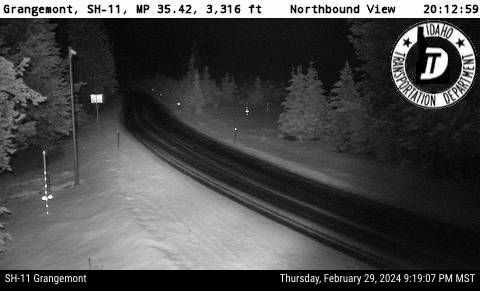 Grangemont, SH-11, MP 35.42, 3,316 ft Northbound View 20:12:59
IDAHO
TRANSPORTATION DEPARTMENT
SH-11 Grangemont Thursday, February 29, 2024 9:19:07 PM MST